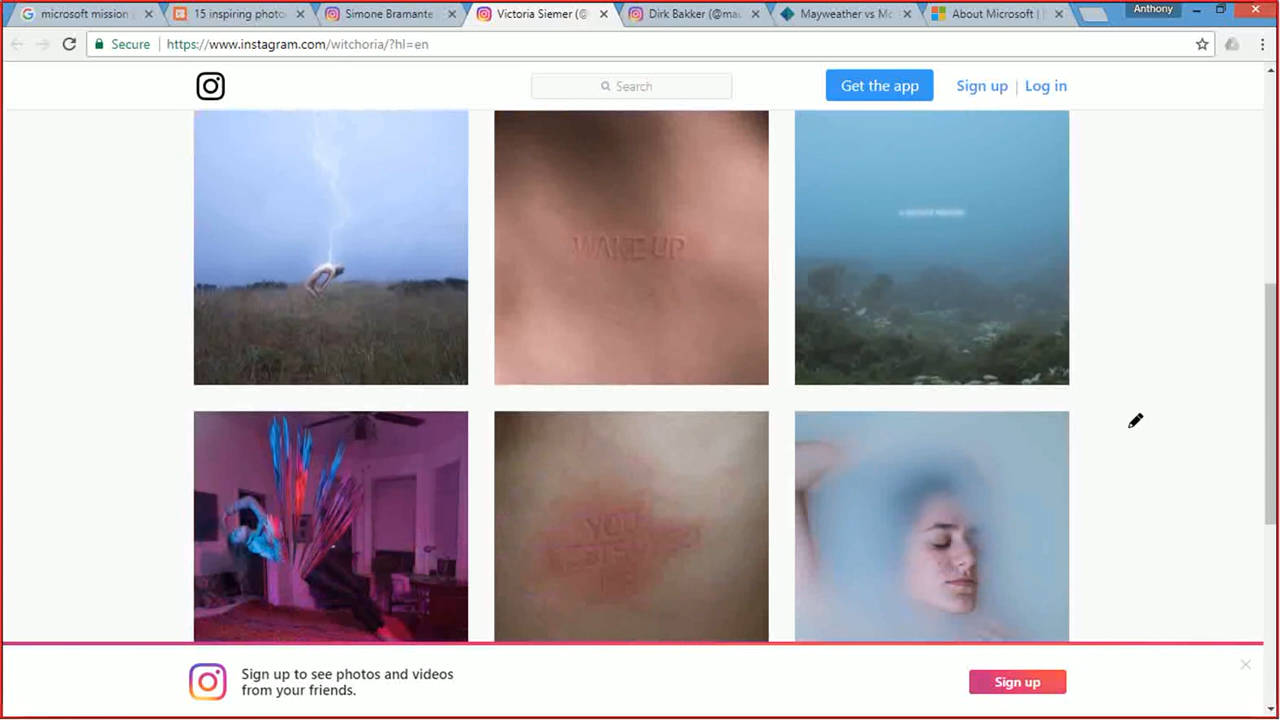 microsoft mission
15 inspiring photo
Simone Bramante
Victoria Siemer (@
Dirk Bakker (@mau
Mayweather vs Mc
About Microsoft |
Anthony
Secure
https://www.instagram.com/witchoria/?hl=en
Search
Get the app
Sign up | Log in
WAKE UP
YOU
Sign up to see photos and videos
from your friends.
Sign up